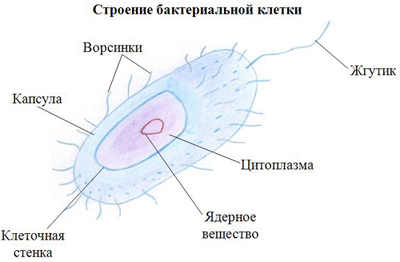 Строение бактериальной клетки
Ворсинки
Жгутик
Капсула
Цитоплазма
Ядерное
вещество
Клеточная
стенка